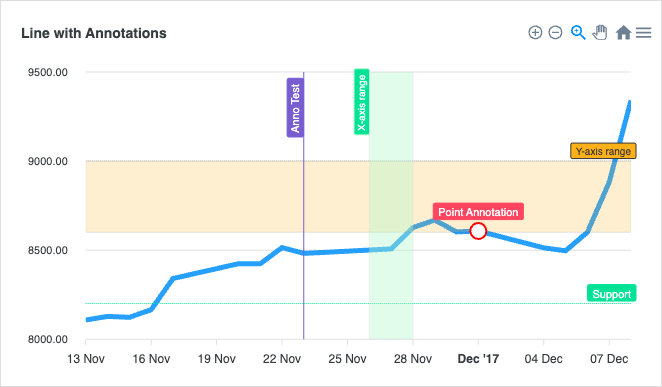 Line with Annotations
9500.00
9000.00
8500.00
8000.00
Anno Test
X-axis range
Y-axis range
Point Annotation
Support
13 Nov
16 Nov
19 Nov
22 Nov
25 Nov
28 Nov
Dec '17
04 Dec
07 Dec